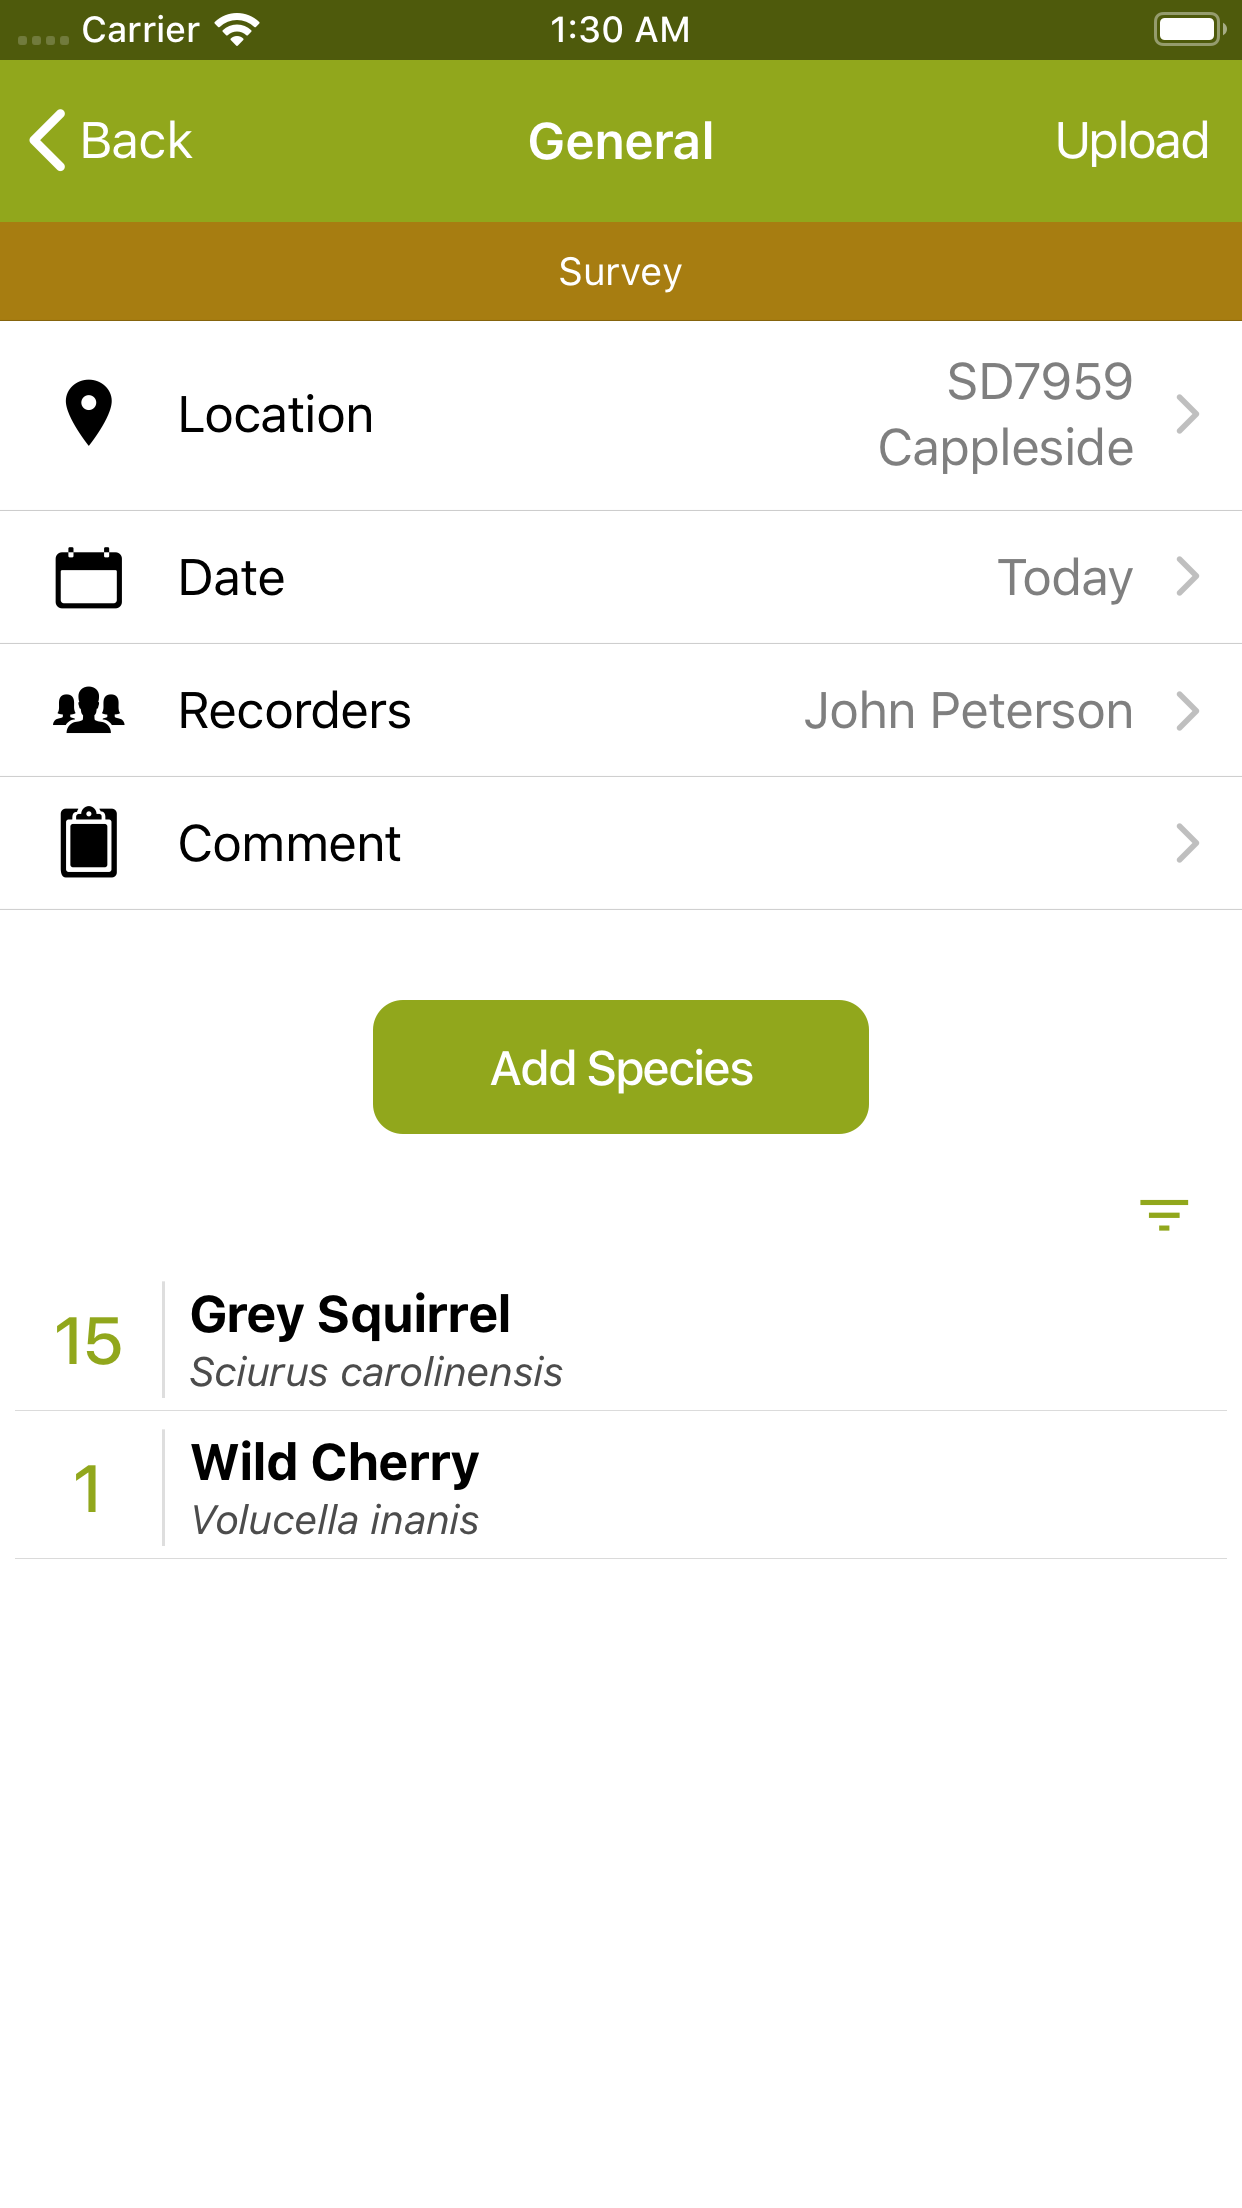 Carrier 1:30 AM
Back General Upload
Survey
Location SD7959
Cappleside
Date Today
Recorders John Peterson
Comment
Add Species
15 Grey Squirrel
Sciurus carolinensis
1 Wild Cherry
Volucella inanis